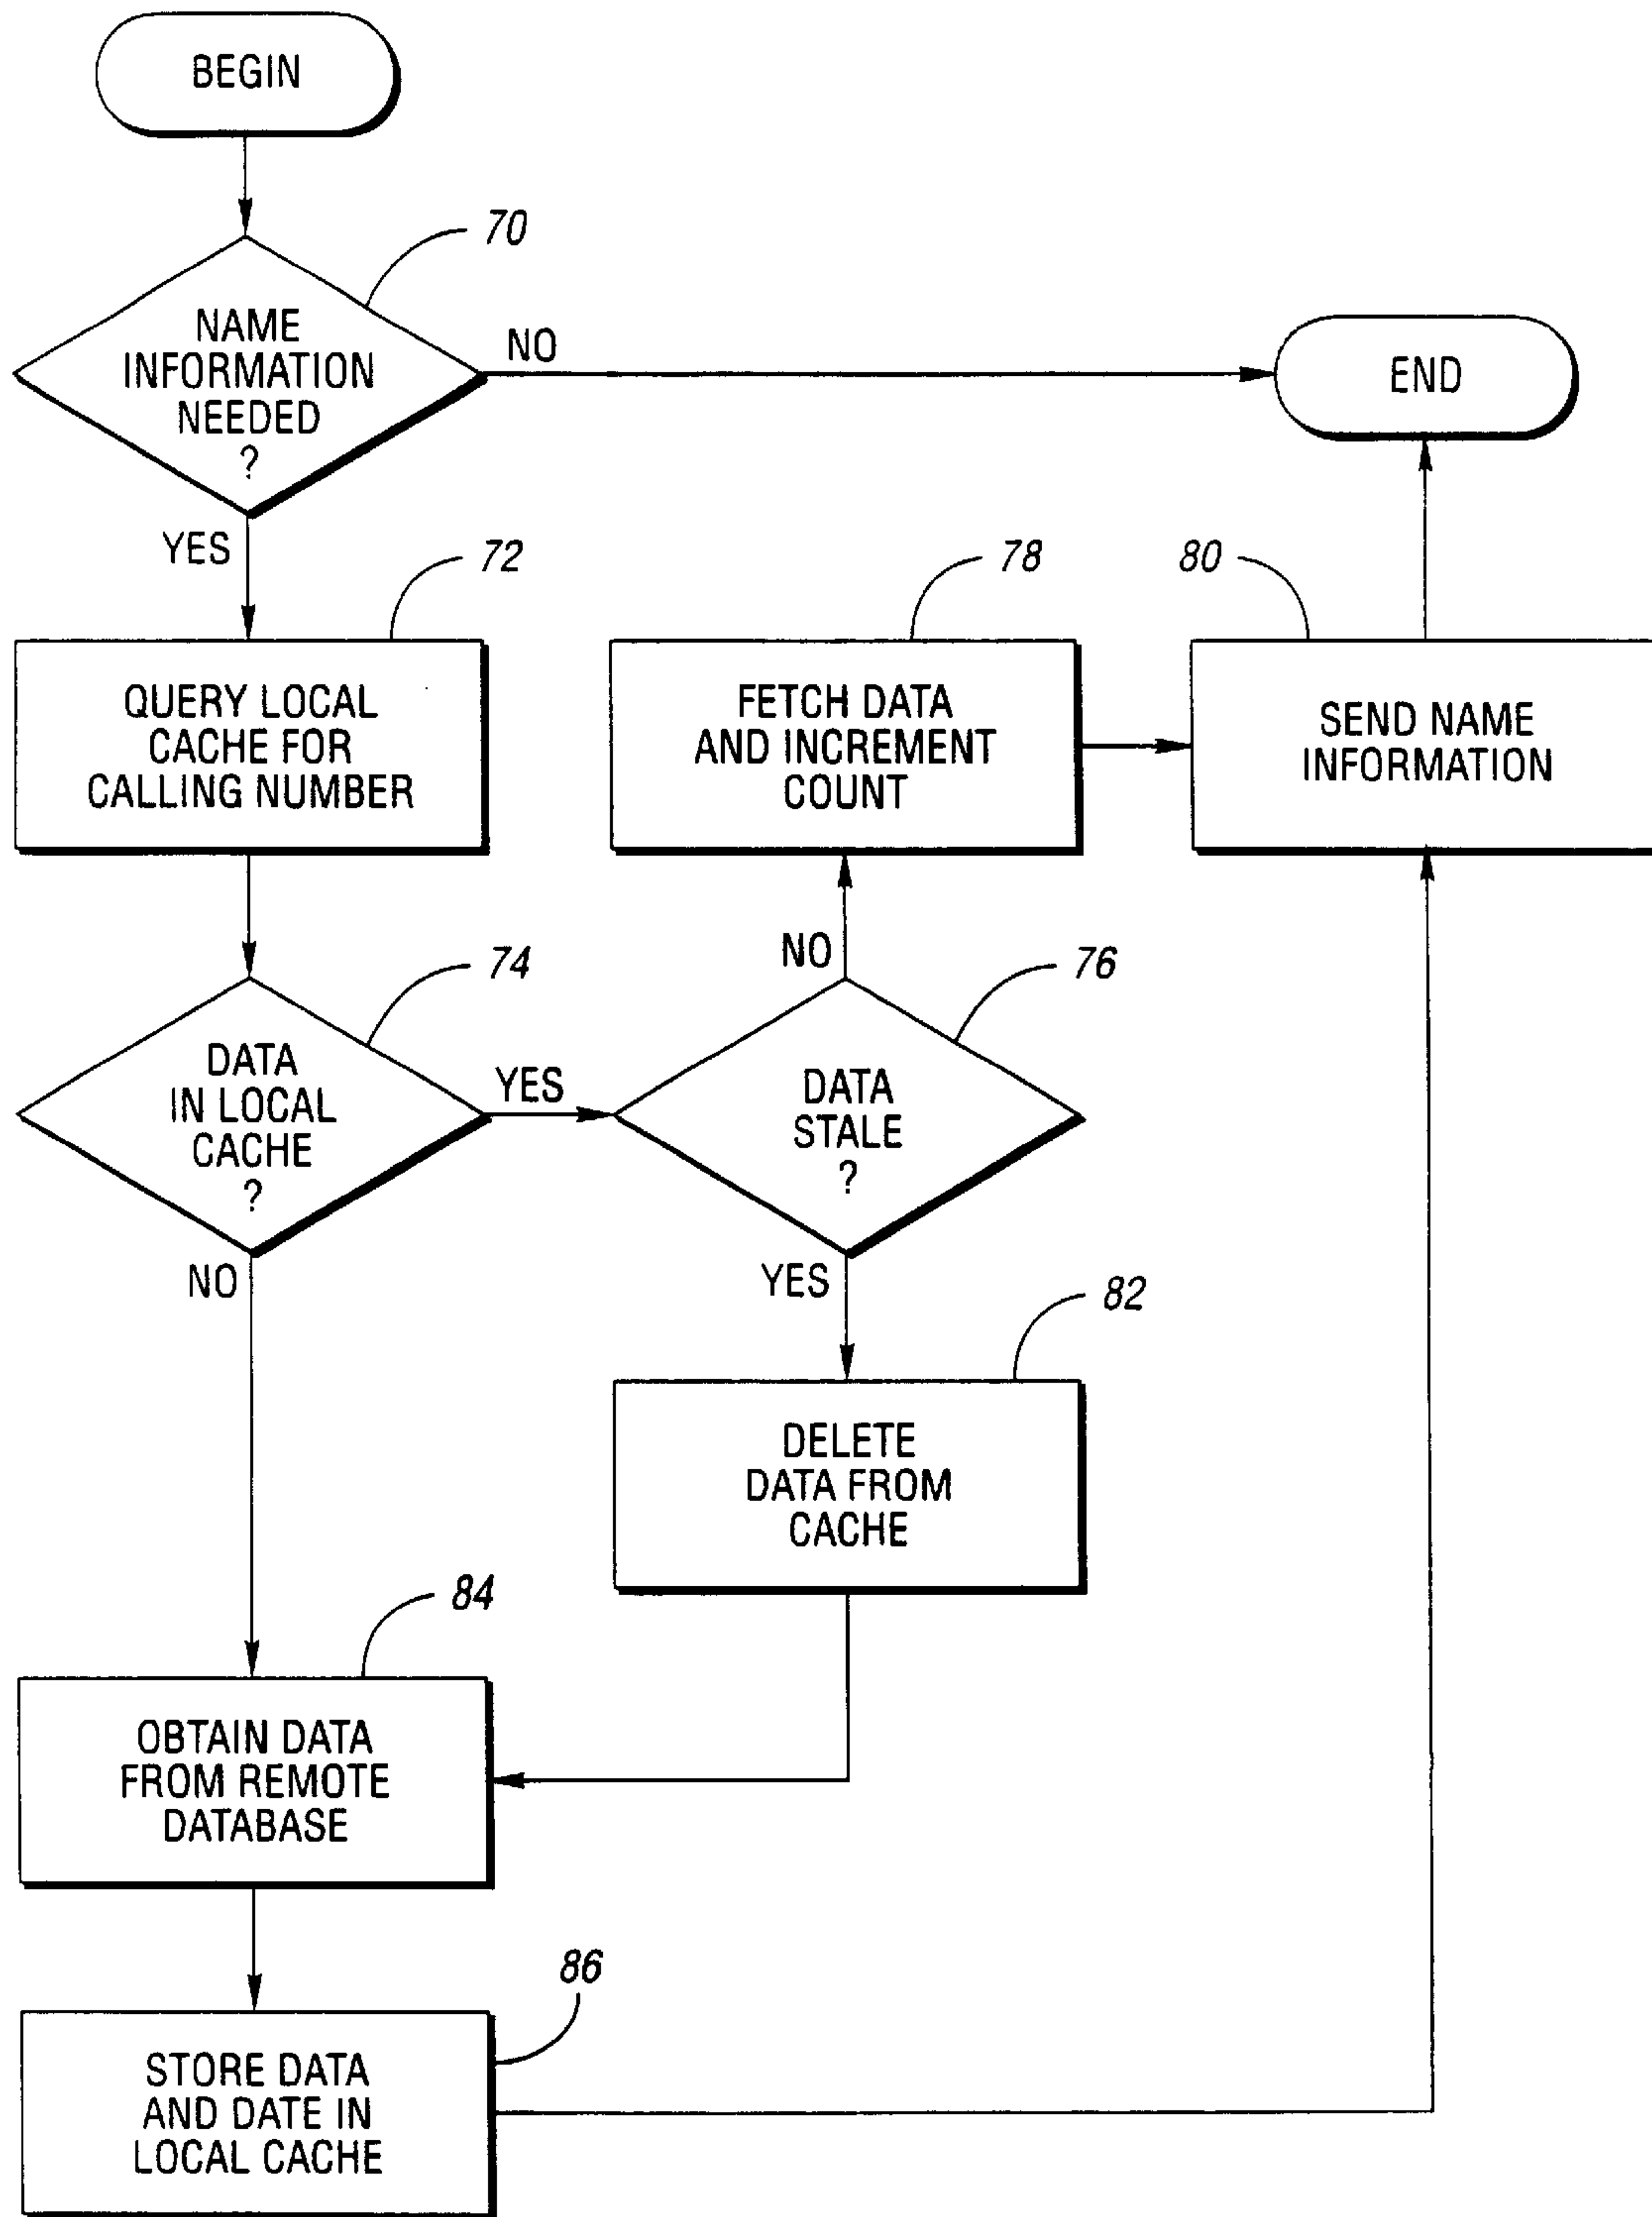 BEGIN
70
NAME
INFORMATION
NEEDED
?
NO
END
YES
72
78
80
QUERY LOCAL
CACHE FOR
CALLING NUMBER
FETCH DATA
AND INCREMENT
COUNT
SEND NAME
INFORMATION
74
NO
76
DATA
IN LOCAL
CACHE
?
YES
DATA
STALE
?
NO
YES
82
DELETE
DATA FROM
CACHE
84
OBTAIN DATA
FROM REMOTE
DATABASE
86
STORE DATA
AND DATE IN
LOCAL CACHE